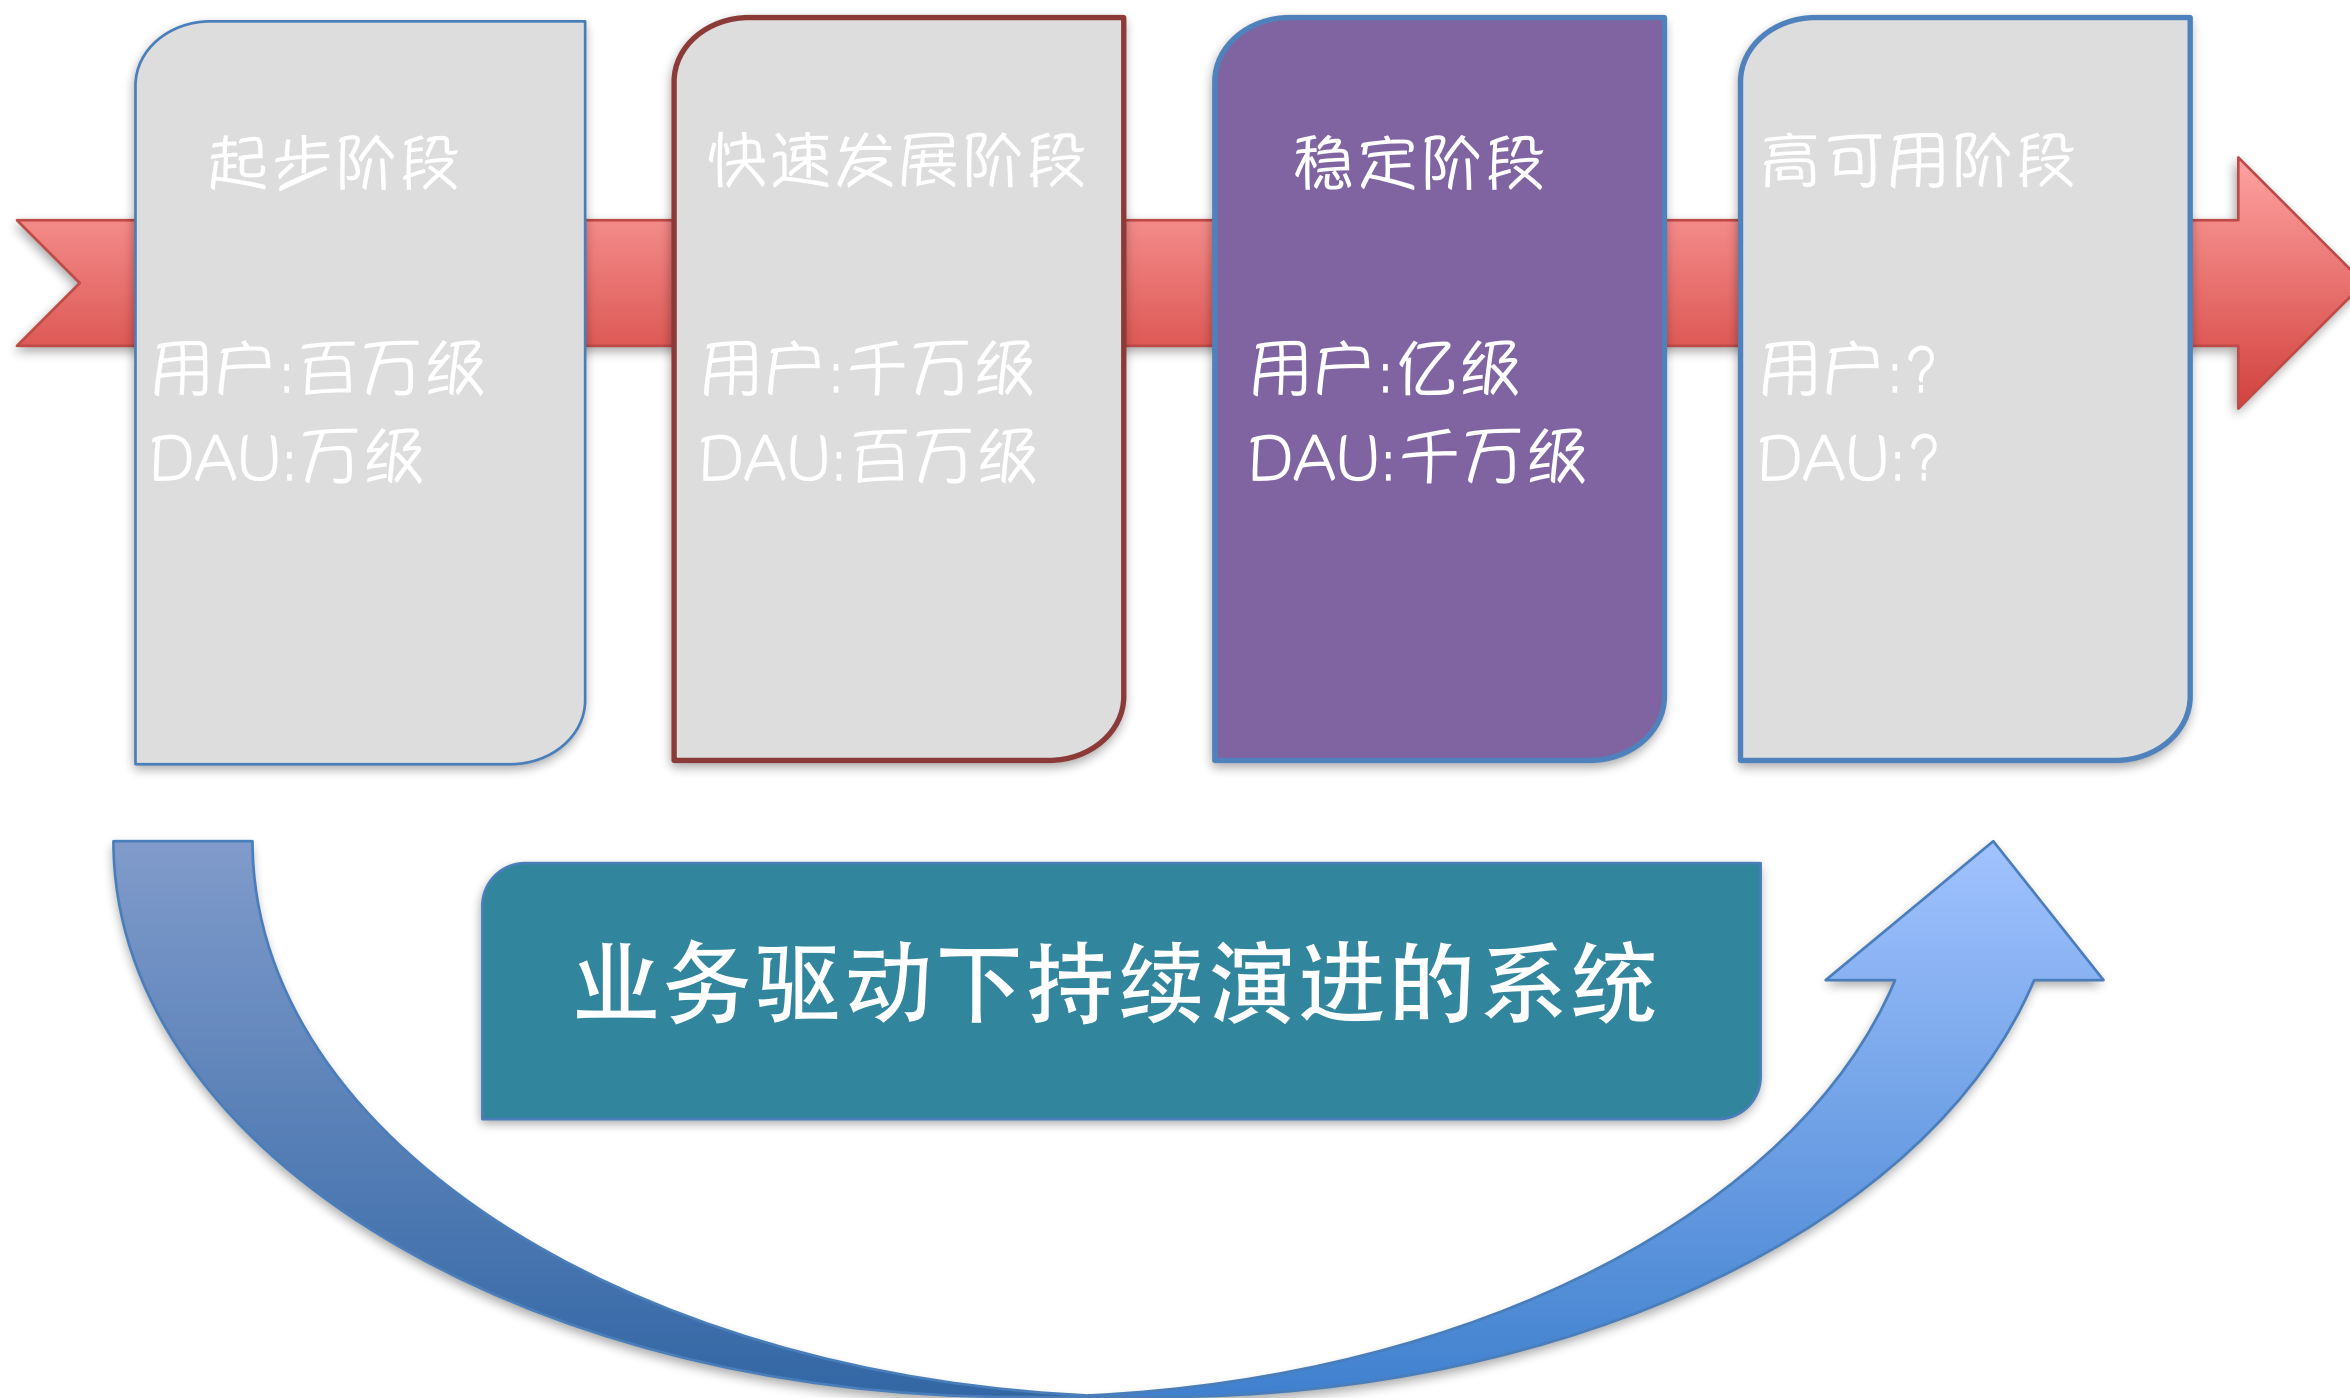 起步阶段
用户:百万级
DAU:万级
快速发展阶段
用户:千万级
DAU:百万级
稳定阶段
用户:亿级
DAU:千万级
高可用阶段
用户:?
DAU:?
业务驱动下持续演进的系统